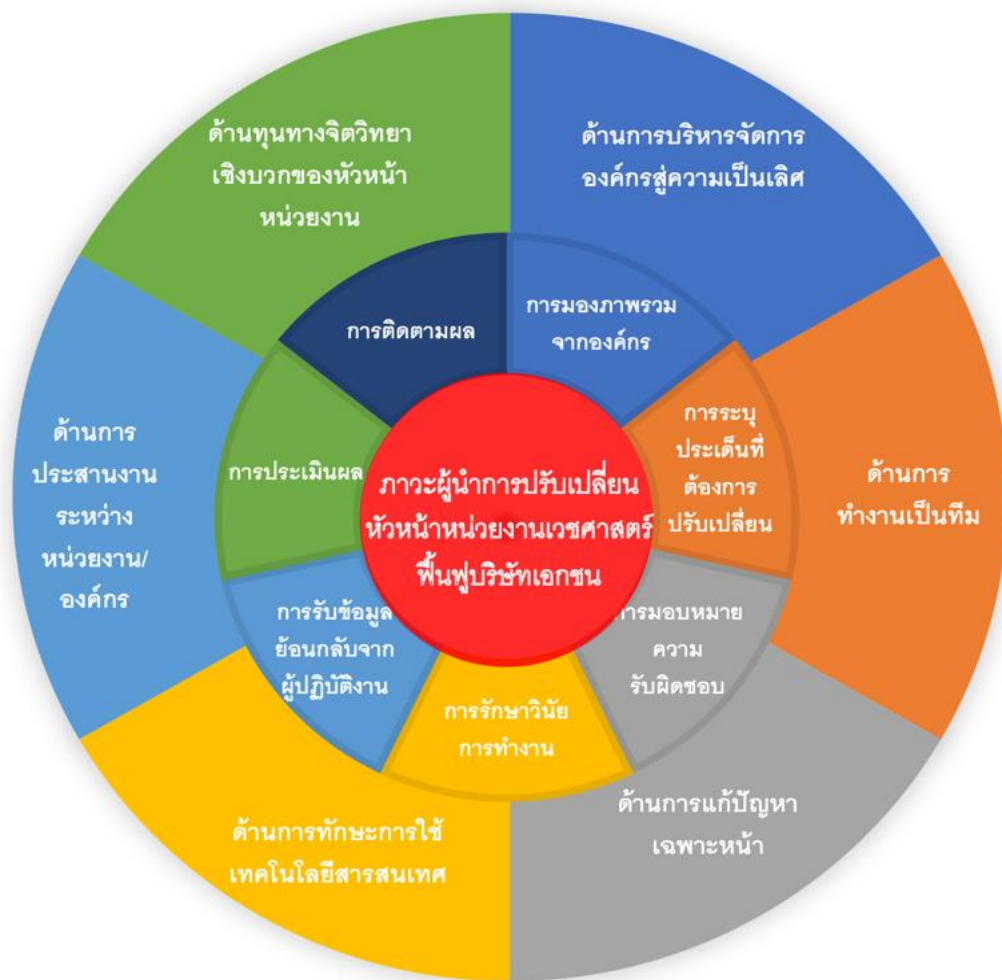 ด้านทุนทางจิตวิทยา
เชิงบวกของหัวหน้า
หน่วยงาน
ด้านการบริหารจัดการ
องค์กรสู่ความเป็นเลิศ
ด้านการ
ทำงานเป็นทีม
ด้านการแก้ปัญหา
เฉพาะหน้า
ด้านการทักษะการใช้
เทคโนโลยีสารสนเทศ
ด้านการ
ประสานงาน
ระหว่าง
หน่วยงาน/
องค์กร
การติดตามผล
การมองภาพรวม
จากองค์กร
การระบุ
ประเด็นที่
ต้องการ
ปรับเปลี่ยน
การมอบหมาย
ความ
รับผิดชอบ
การรักษาวินัย
การทำงาน
การรับข้อมูล
ย้อนกลับจาก
ผู้ปฏิบัติงาน
การประเมินผล
ภาวะผู้นำการปรับเปลี่ยน
หัวหน้าหน่วยงานเวชศาสตร์
ฟื้นฟูบริษัทเอกชน